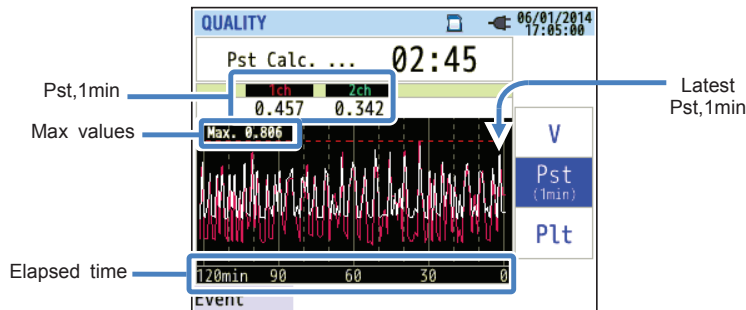 QUALITY
06/01/2014
17:05:00
Pst Calc. ... 02:45
Pst,1min
1ch 2ch
0.457 0.342
Latest
Pst,1min
Max values
Max. 0.806
V
Pst
(1min)
Plt
Elapsed time
120min 90 60 30 0
Event